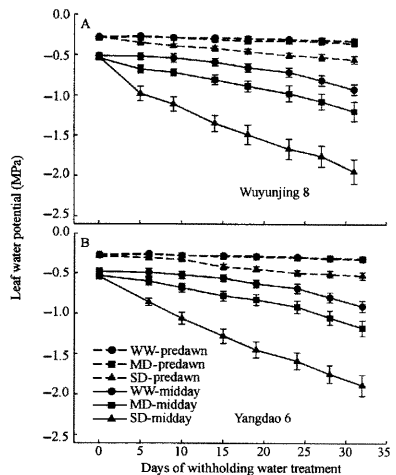 0.0
A
−0.5
−1.0
−1.5
−2.0
−2.5
Wuyunjing 8
Leaf water potential (MPa)
0.0
B
−0.5
−1.0
−1.5
−2.0
−2.5
WW-predawn
MD-predawn
SD-predawn
WW-midday
MD-midday
SD-midday
Yangdao 6
0 5 10 15 20 25 30 35
Days of withholding water treatment